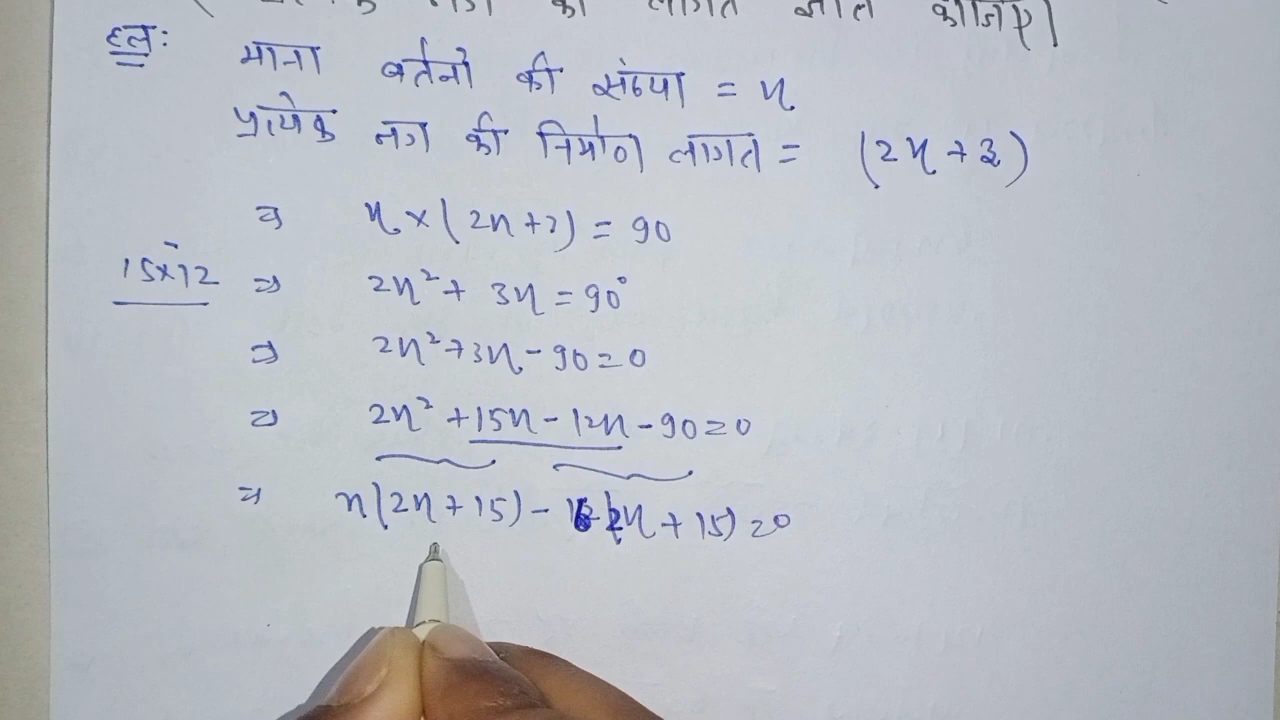 की लागत ज्ञात कीजिए।
हल: माना बर्तनो की संख्या = x
प्रत्येक नग की निर्माण लागत = (2x + 3)
x × (2x + 3) = 90
15×12 ⇒ 2x² + 3x = 90
⇒ 2x² + 3x - 90 = 0
⇒ 2x² + 15x - 12x - 90 = 0
⇒ x(2x + 15) - 6(2x + 15) = 0